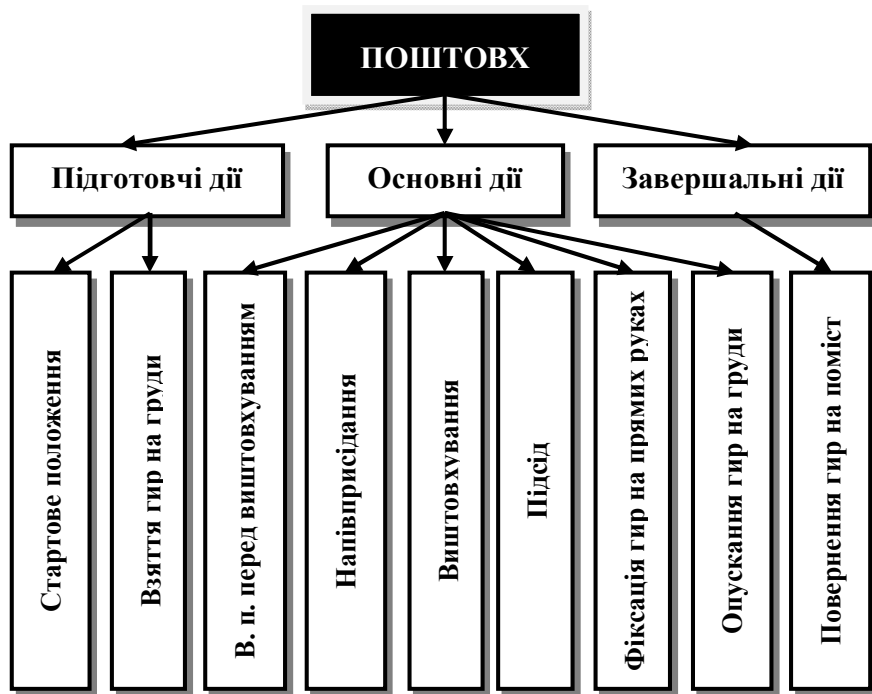 ПОШТОВХ
Підготовчі дії
Основні дії
Завершальні дії
Стартове положення
Взяття гир на груди
В. п. перед виштовхуванням
Напівприсідання
Виштовхування
Підсід
Фіксація гир на прямих руках
Опускання гир на груди
Повернення гир на поміст